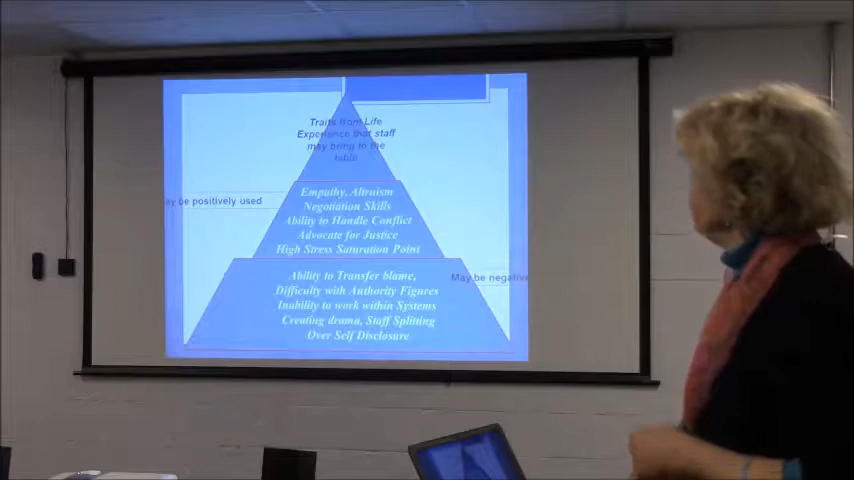 Traits from Life
Experience that staff
may bring to the
table
Empathy, Altruism
Negotiation Skills
ay be positively used
Ability to Handle Conflict
Advocate for Justice
High Stress Saturation Point
Ability to Transfer blame,
May be negative
Difficulty with Authority Figures
Inability to work within Systems
Creating drama, Staff Splitting
Over Self Disclosure